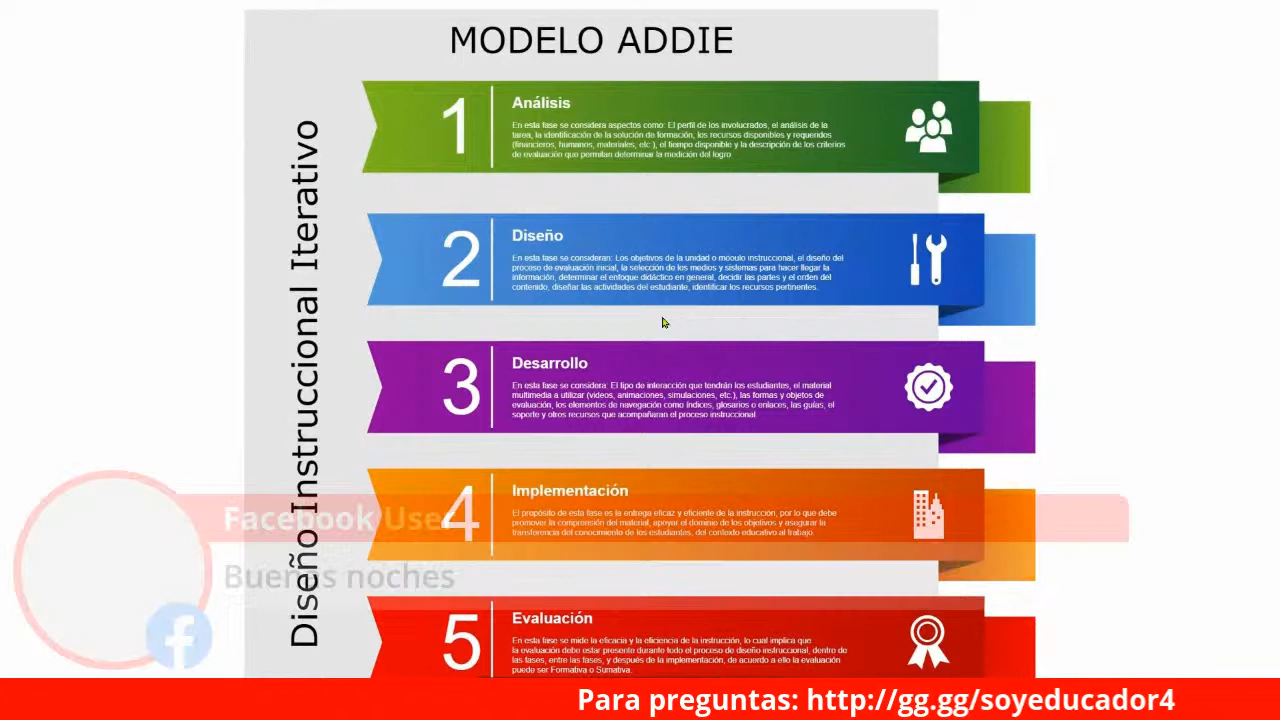 MODELO ADDIE
Diseño Instruccional Iterativo
1
Análisis
En esta fase se considera aspectos como: El perfil de los involucrados, el análisis de la
tarea, la identificación de la solución de formación, los recursos disponibles y requeridos
(financieros, humanos, materiales, etc.), el tiempo disponible y la descripción de los criterios
de evaluación que permitan determinar la medición del logro
2
Diseño
En esta fase se consideran: Los objetivos de la unidad o módulo instruccional, el diseño del
proceso de evaluación inicial, la selección de los medios y sistemas para hacer llegar la
información, determinar el enfoque didáctico en general, decidir las partes y el orden del
contenido, diseñar las actividades del estudiante, identificar los recursos pertinentes.
3
Desarrollo
En esta fase se considera: El tipo de interacción que tendrán los estudiantes, el material
multimedia a utilizar (videos, animaciones, simulaciones, etc.), las formas y objetos de
evaluación, los elementos de navegación como índices, glosarios o enlaces, las guías, el
soporte y otros recursos que acompañaran el proceso instruccional
4
Implementación
El propósito de esta fase es la entrega eficaz y eficiente de la instrucción, por lo que debe
promover la comprensión del material, apoyar el dominio de los objetivos y asegurar la
transferencia del conocimiento de los estudiantes, del contexto educativo al trabajo.
Facebook User
Buenas noches
5
Evaluación
En esta fase se mide la eficacia y la eficiencia de la instrucción, lo cual implica que
la evaluación debe estar presente durante todo el proceso de diseño instruccional, dentro de
las fases, entre las fases, y después de la implementación, de acuerdo a ello la evaluación
puede ser Formativa o Sumativa.
Para preguntas: http://gg.gg/soyeducador4